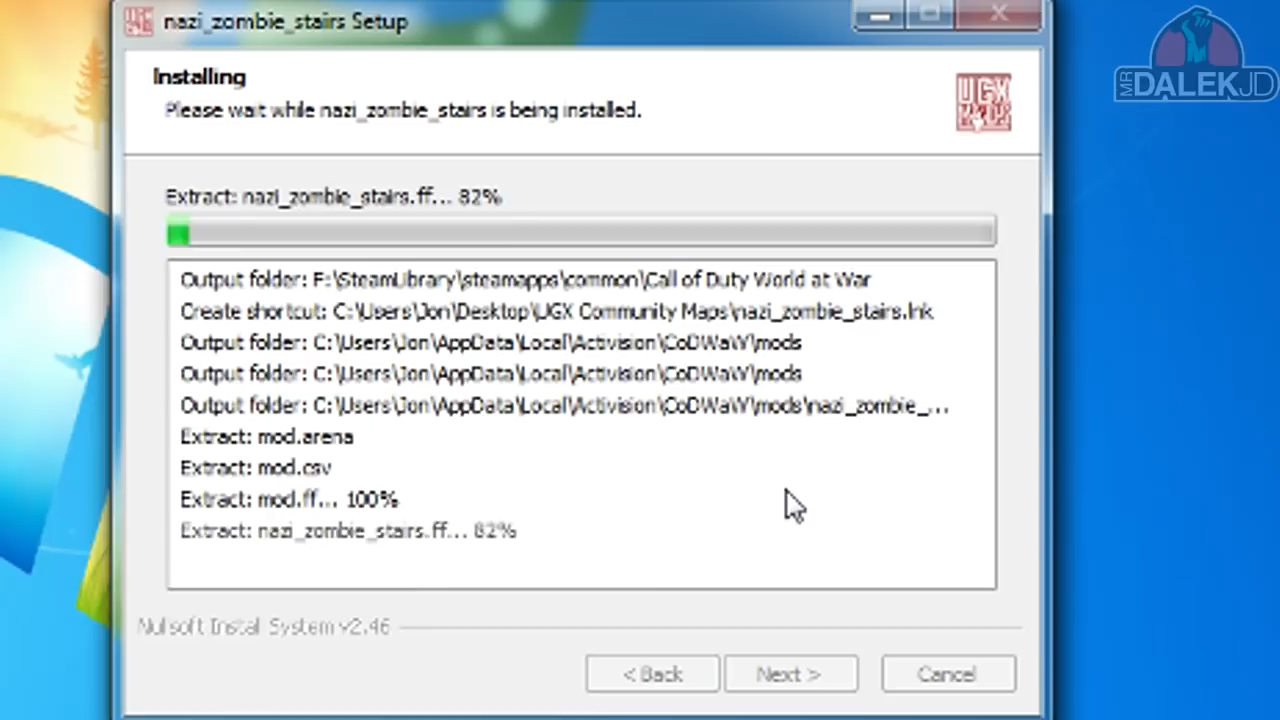 nazi_zombie_stairs Setup
MR DALEKJD
Installing
Please wait while nazi_zombie_stairs is being installed.
UGX
MODS
Extract: nazi_zombie_stairs.ff... 82%
Output folder: F:\SteamLibrary\steamapps\common\Call of Duty World at War
Create shortcut: C:\Users\Jon\Desktop\UGX Community Maps\nazi_zombie_stairs.lnk
Output folder: C:\Users\Jon\AppData\Local\Activision\CoDWaW\mods
Output folder: C:\Users\Jon\AppData\Local\Activision\CoDWaW\mods
Output folder: C:\Users\Jon\AppData\Local\Activision\CoDWaW\mods\nazi_zombie_...
Extract: mod.arena
Extract: mod.csv
Extract: mod.ff... 100%
Extract: nazi_zombie_stairs.ff... 82%
Nullsoft Install System v2.46
< Back
Next >
Cancel